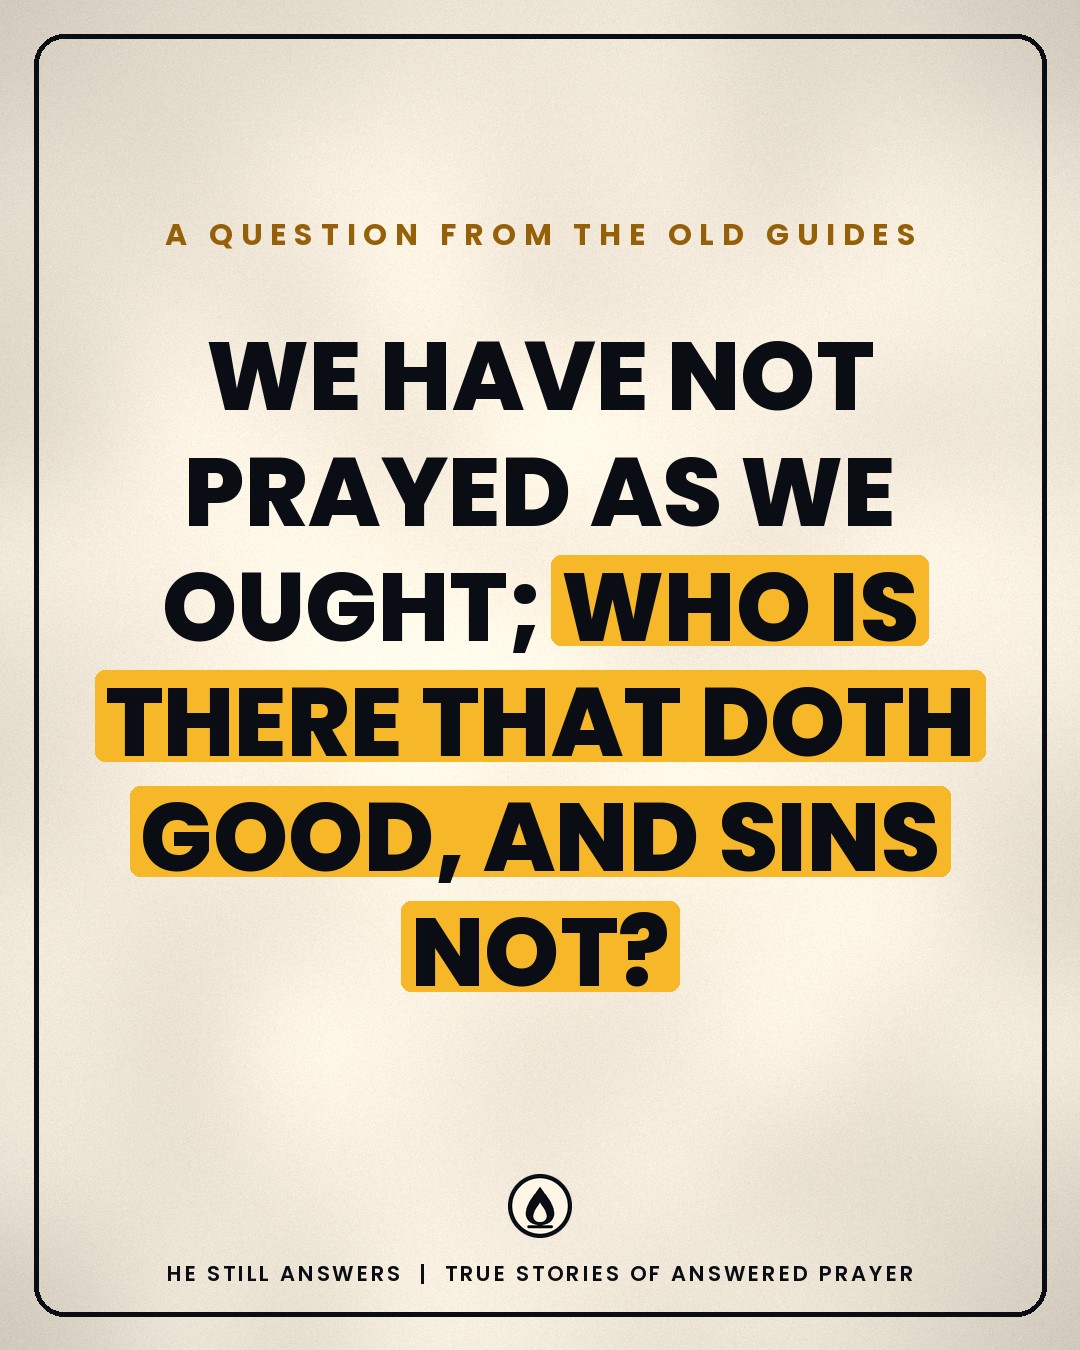 A QUESTION FROM THE OLD GUIDES
WE HAVE NOT
PRAYED AS WE
OUGHT; WHO IS
THERE THAT DOTH
GOOD, AND SINS
NOT?
HE STILL ANSWERS | TRUE STORIES OF ANSWERED PRAYER